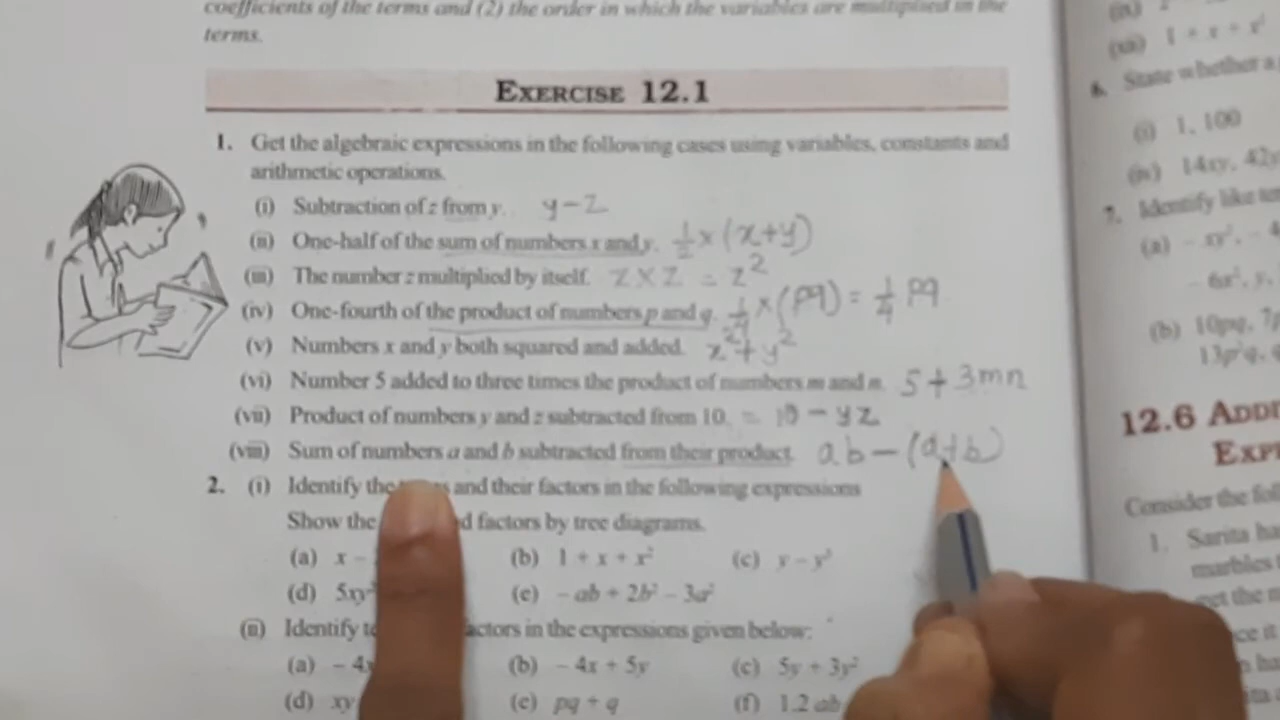 coefficients of the terms and (2) the order in which the variables are multiplied in the
terms.
EXERCISE 12.1
1. Get the algebraic expressions in the following cases using variables, constants and
arithmetic operations.
(i) Subtraction of z from y. y-z
(ii) One-half of the sum of numbers x and y. 1/2 × (x+y)
(iii) The number z multiplied by itself. z × z = z²
(iv) One-fourth of the product of numbers p and q. 1/4 × (pq) = 1/4 pq
(v) Numbers x and y both squared and added. x²+y²
(vi) Number 5 added to three times the product of numbers m and n. 5+3mn
(vii) Product of numbers y and z subtracted from 10. = 10 - yz
(viii) Sum of numbers a and b subtracted from their product. ab-(a+b)
2. (i) Identify the and their factors in the following expressions
Show the factors by tree diagrams.
(a) x - (b) 1 + x + x² (c) y – y³
(d) 5xy² (e) – ab + 2b² – 3a²
(ii) Identify in the expressions given below:
(a) – 4x (b) – 4x + 5y (c) 5y + 3y²
(d) xy (e) pq + q (f) 1.2 ab
(xii) 1 + x + x²
6. State whether a
(i) 1, 100
(iv) 14xy, 42y
7. Identify like
(a) – xy², – 4
(b) 10pq, 7p
13p²q, q
12.6 ADDI
EXP
Consider the fol
1. Sarita ha
marbles